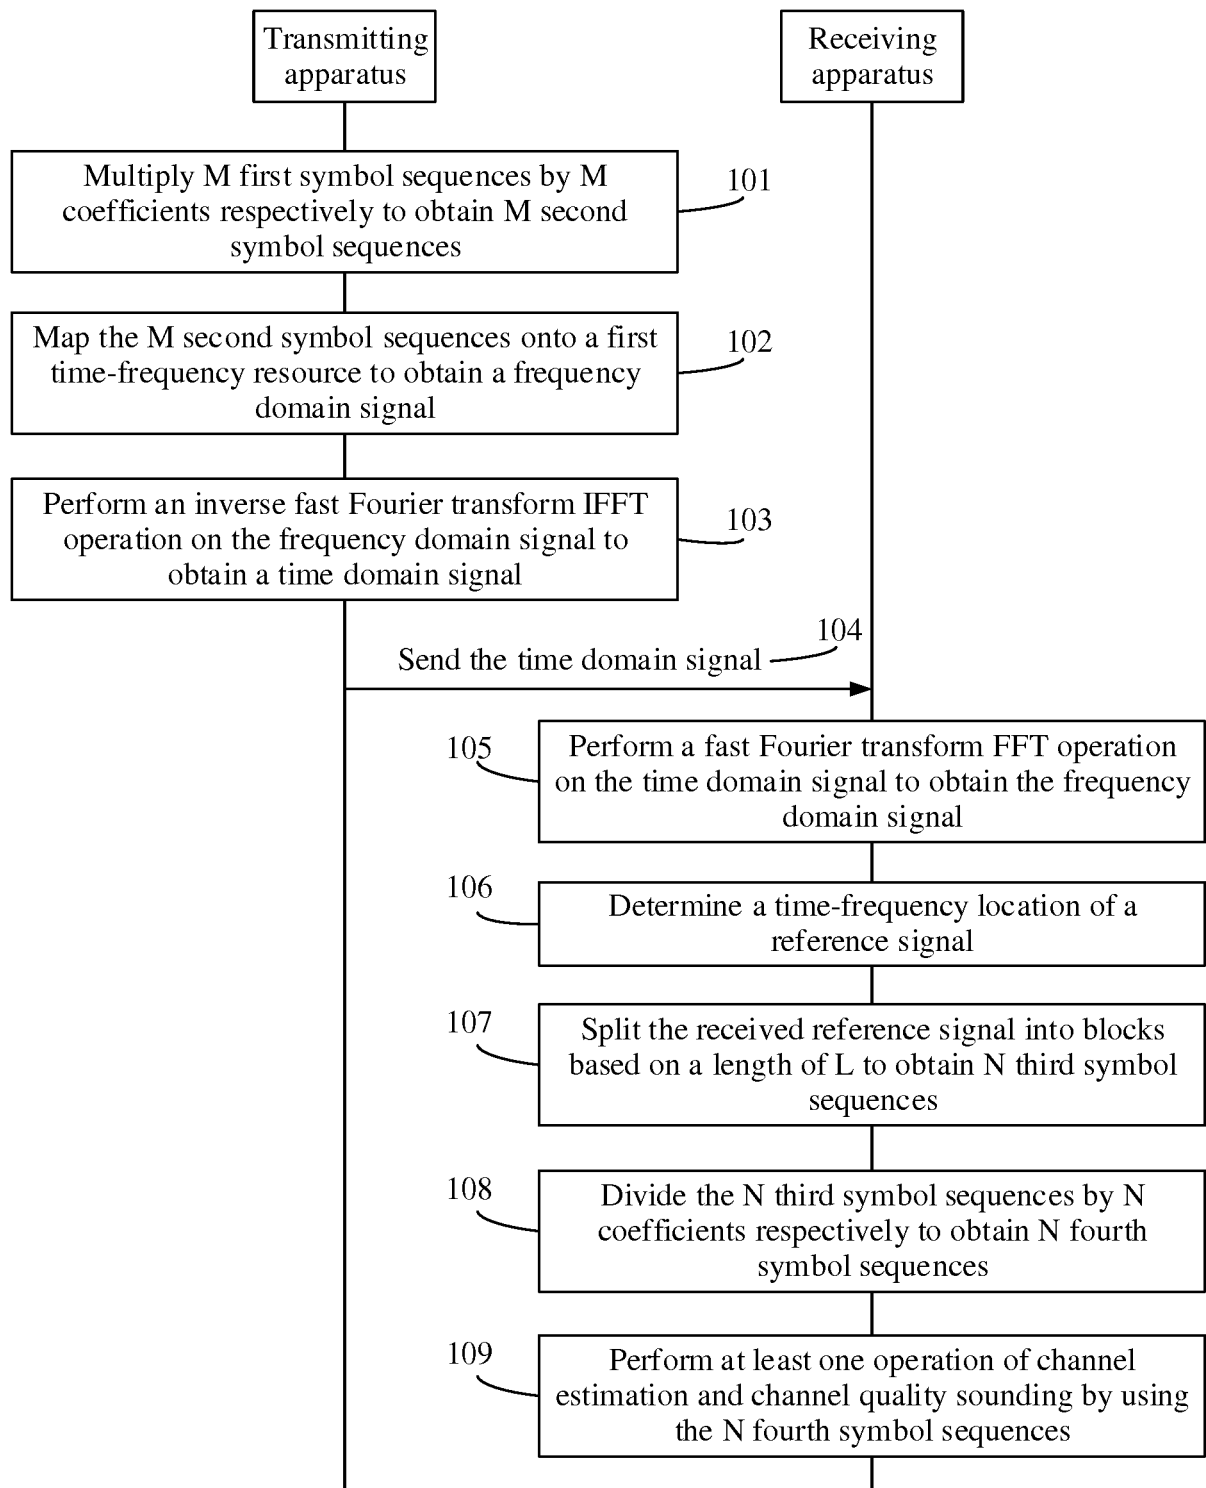 Transmitting
apparatus
Receiving
apparatus
Multiply M first symbol sequences by M
coefficients respectively to obtain M second
symbol sequences
101
Map the M second symbol sequences onto a first
time-frequency resource to obtain a frequency
domain signal
102
Perform an inverse fast Fourier transform IFFT
operation on the frequency domain signal to
obtain a time domain signal
103
104
Send the time domain signal
105
Perform a fast Fourier transform FFT operation
on the time domain signal to obtain the frequency
domain signal
106
Determine a time-frequency location of a
reference signal
107
Split the received reference signal into blocks
based on a length of L to obtain N third symbol
sequences
108
Divide the N third symbol sequences by N
coefficients respectively to obtain N fourth
symbol sequences
109
Perform at least one operation of channel
estimation and channel quality sounding by using
the N fourth symbol sequences